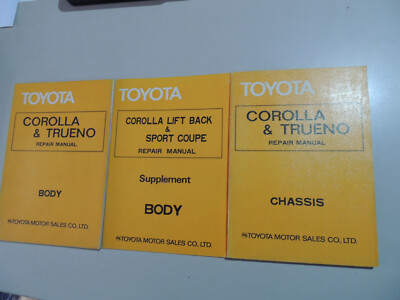 TOYOTA
COROLLA
& TRUENO
REPAIR MANUAL
BODY
TOYOTA MOTOR SALES CO., LTD.
TOYOTA
COROLLA LIFT BACK
&
SPORT COUPE
REPAIR MANUAL
Supplement
BODY
TOYOTA MOTOR SALES CO., LTD.
TOYOTA
COROLLA
& TRUENO
REPAIR MANUAL
CHASSIS
TOYOTA MOTOR SALES CO., LTD.